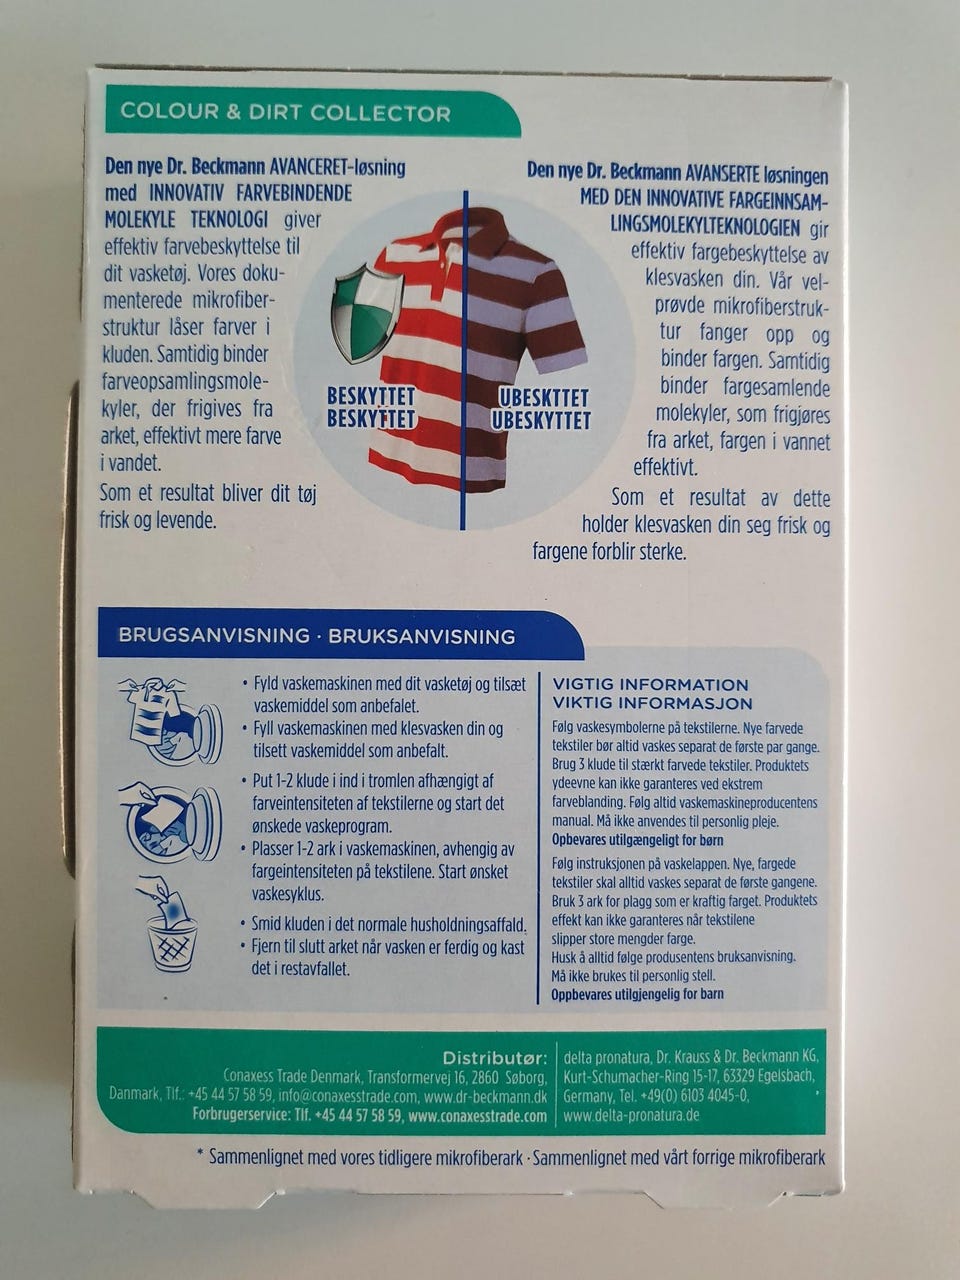 COLOUR & DIRT COLLECTOR
Den nye Dr. Beckmann AVANCERET-løsning
med INNOVATIV FARVEBINDENDE
MOLEKYLE TEKNOLOGI giver
effektiv farvebeskyttelse til
dit vasketøj. Vores doku-
menterede mikrofiber-
struktur låser farver i
kluden. Samtidig binder
farveopsamlingsmole-
kyler, der frigives fra
arket, effektivt mere farve
i vandet.
Som et resultat bliver dit tøj
frisk og levende.
BESKYTTET
BESKYTTET
UBESKTTET
UBESKYTTET
Den nye Dr. Beckmann AVANSERTE løsningen
MED DEN INNOVATIVE FARGEINNSAM-
LINGSMOLEKYLTEKNOLOGIEN gir
effektiv fargebeskyttelse av
klesvasken din. Vår vel-
prøvde mikrofiberstruk-
tur fanger opp og
binder fargen. Samtidig
binder fargesamlende
molekyler, som frigjøres
fra arket, fargen i vannet
effektivt.
Som et resultat av dette
holder klesvasken din seg frisk og
fargene forblir sterke.
BRUGSANVISNING · BRUKSANVISNING
• Fyld vaskemaskinen med dit vasketøj og tilsæt
vaskemiddel som anbefalet.
• Fyll vaskemaskinen med klesvasken din og
tilsett vaskemiddel som anbefalt.
• Put 1-2 klude i ind i tromlen afhængigt af
farveintensiteten af tekstilerne og start det
ønskede vaskeprogram.
• Plasser 1-2 ark i vaskemaskinen, avhengig av
fargeintensiteten på tekstilene. Start ønsket
vaskesyklus.
• Smid kluden i det normale husholdningsaffald.
• Fjern til slutt arket når vasken er ferdig og kast
det i restavfallet.
VIGTIG INFORMATION
VIKTIG INFORMASJON
Følg vaskesymbolerne på tekstilerne. Nye farvede
tekstiler bør altid vaskes separat de første par gange.
Brug 3 klude til stærkt farvede tekstiler. Produktets
ydeevne kan ikke garanteres ved ekstrem
farveblanding. Følg altid vaskemaskineproducentens
manual. Må ikke anvendes til personlig pleje.
Opbevares utilgængeligt for børn
Følg instruksjonen på vaskelappen. Nye, fargede
tekstiler skal alltid vaskes separat de første gangene.
Bruk 3 ark for plagg som er kraftig farget. Produktets
effekt kan ikke garanteres når tekstilene
slipper store mengder farge.
Husk å alltid følge produsentens bruksanvisning.
Må ikke brukes til personlig stell.
Oppbevares utilgjengelig for barn
Distributør:
Conaxess Trade Denmark, Transformervej 16, 2860 Søborg,
Danmark, Tlf.: +45 44 57 58 59, info@conaxesstrade.com, www.dr-beckmann.dk
Forbrugerservice: Tlf. +45 44 57 58 59, www.conaxesstrade.com
delta pronatura, Dr. Krauss & Dr. Beckmann KG,
Kurt-Schumacher-Ring 15-17, 63329 Egelsbach,
Germany, Tel. +49(0) 6103 4045-0,
www.delta-pronatura.de
* Sammenlignet med vores tidligere mikrofiberark · Sammenlignet med vårt forrige mikrofiberark